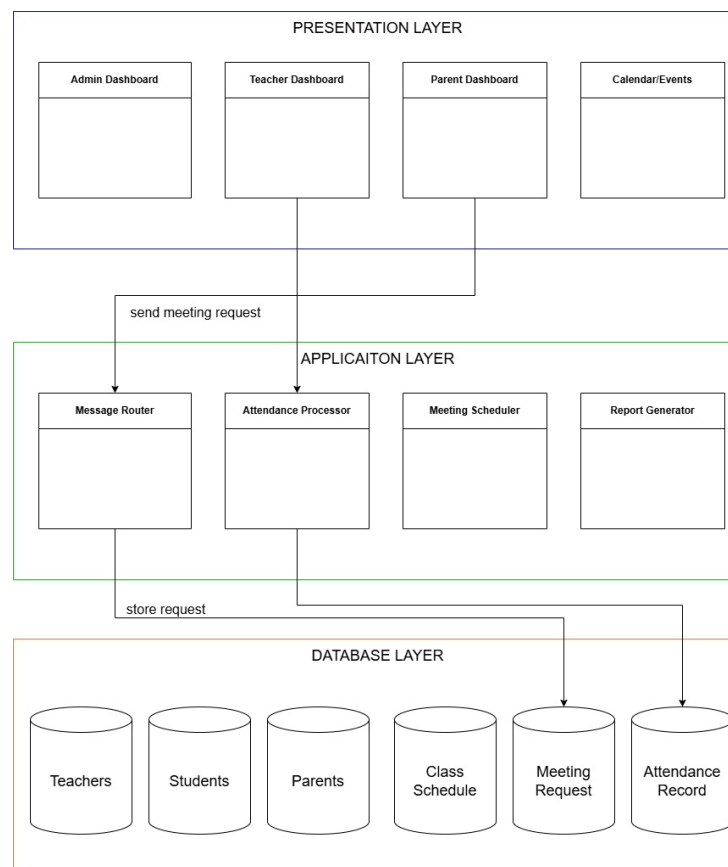 PRESENTATION LAYER
Admin Dashboard
Teacher Dashboard
Parent Dashboard
Calendar/Events
send meeting request
APPLICAITON LAYER
Message Router
Attendance Processor
Meeting Scheduler
Report Generator
store request
DATABASE LAYER
Teachers
Students
Parents
Class
Schedule
Meeting
Request
Attendance
Record